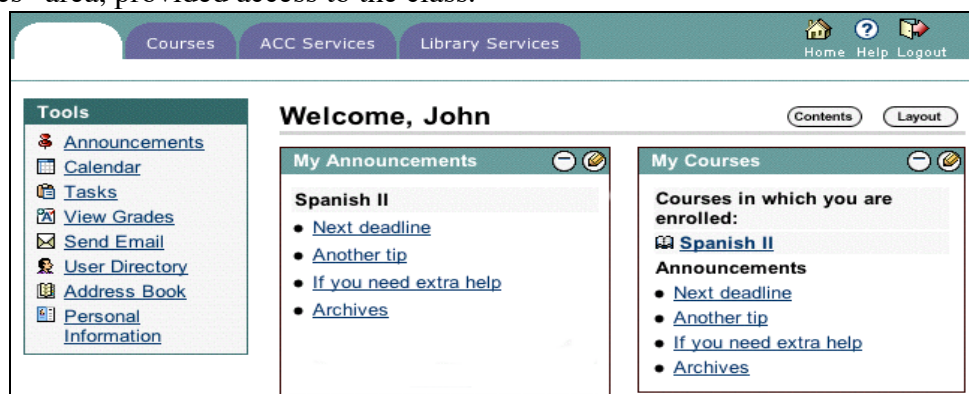 es" area, provided access to the class.
Courses
ACC Services
Library Services
Home Help Logout
Tools
Announcements
Calendar
Tasks
View Grades
Send Email
User Directory
Address Book
Personal
Information
Welcome, John
Contents
Layout
My Announcements
Spanish II
Next deadline
Another tip
If you need extra help
Archives
My Courses
Courses in which you are
enrolled:
Spanish II
Announcements
Next deadline
Another tip
If you need extra help
Archives